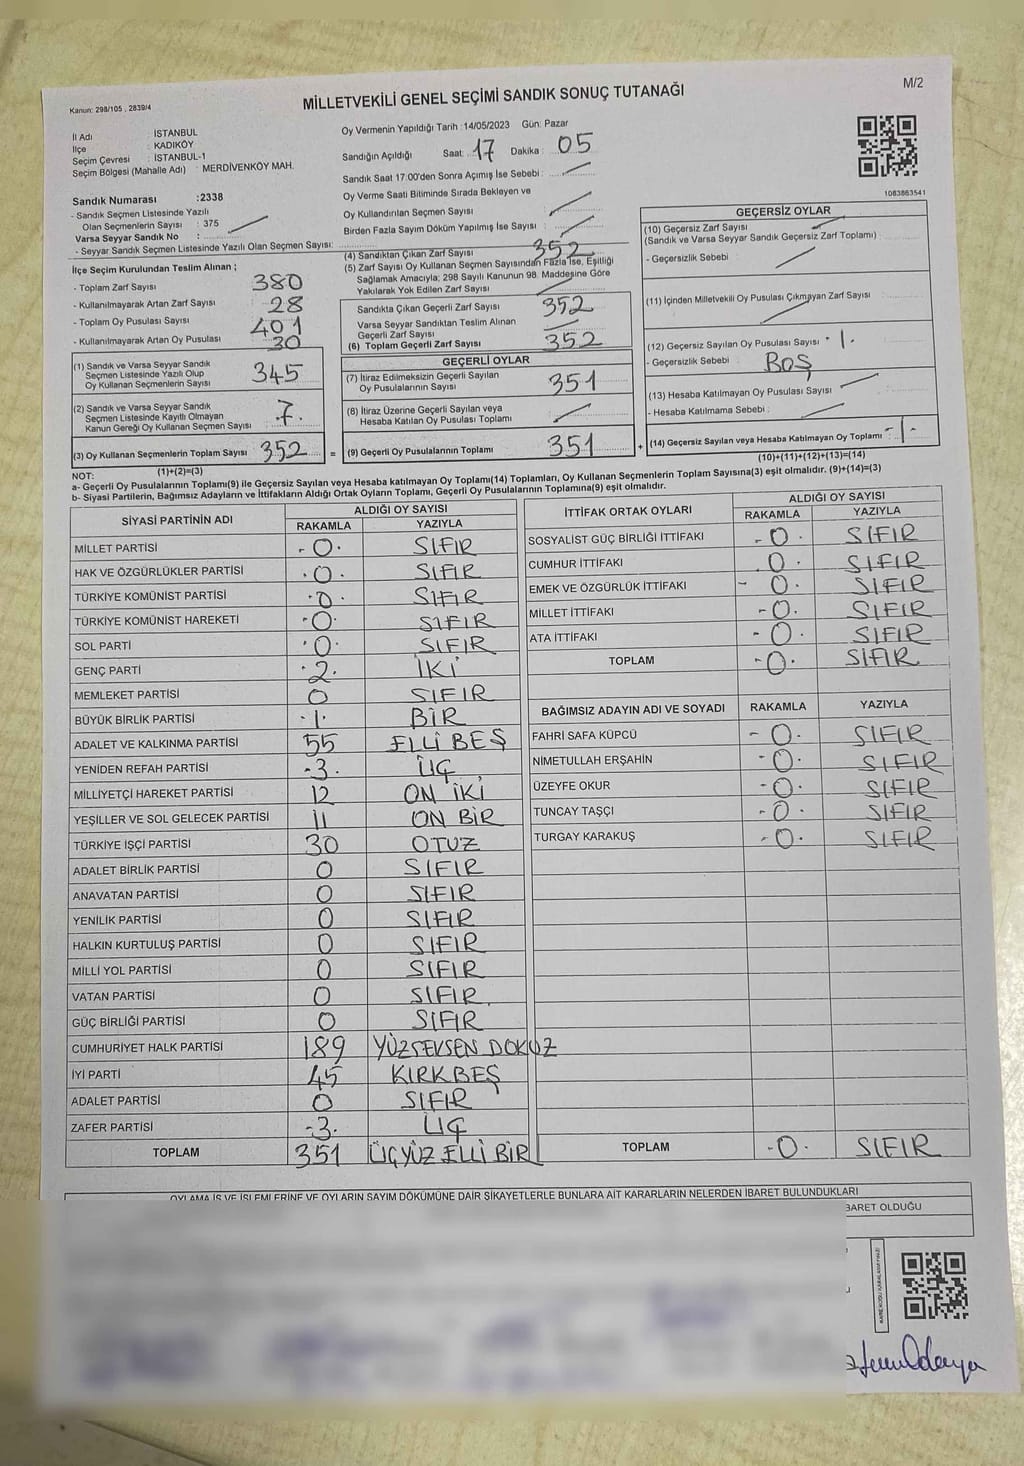 Kanun: 298/105 , 2839/4
MİLLETVEKİLİ GENEL SEÇİMİ SANDIK SONUÇ TUTANAĞI
M/2
İl Adı : İSTANBUL
İlçe : KADIKÖY
Seçim Çevresi : İSTANBUL-1
Seçim Bölgesi (Mahalle Adı) : MERDİVENKÖY MAH.
Oy Vermenin Yapıldığı Tarih :14/05/2023 Gün: Pazar
Sandığın Açıldığı Saat: 17 Dakika : 05
Sandık Saat 17:00'den Sonra Açımış İse Sebebi :
Oy Verme Saati Bitiminde Sırada Bekleyen ve
Oy Kullandırılan Seçmen Sayısı
Birden Fazla Sayım Döküm Yapılmış İse Sayısı :
1083863541
Sandık Numarası :2338
- Sandık Seçmen Listesinde Yazılı
Olan Seçmenlerin Sayısı : 375
Varsa Seyyar Sandık No :
- Seyyar Sandık Seçmen Listesinde Yazılı Olan Seçmen Sayısı:
İlçe Seçim Kurulundan Teslim Alınan ;
- Toplam Zarf Sayısı 380
- Kullanılmayarak Artan Zarf Sayısı 28
- Toplam Oy Pusulası Sayısı 401
- Kullanılmayarak Artan Oy Pusulası 30
(1) Sandık ve Varsa Seyyar Sandık
Seçmen Listesinde Yazılı Olup
Oy Kullanan Seçmenlerin Sayısı 345
(2) Sandık ve Varsa Seyyar Sandık
Seçmen Listesinde Kayıtlı Olmayan
Kanun Gereği Oy Kullanan Seçmen Sayısı 7.
(3) Oy Kullanan Seçmenlerin Toplam Sayısı 352
(1)+(2)=(3)
(4) Sandıktan Çıkan Zarf Sayısı 352
(5) Zarf Sayısı Oy Kullanan Seçmen Sayısından Fazla İse, Eşitliği
Sağlamak Amacıyla; 298 Sayılı Kanunun 98. Maddesine Göre
Yakılarak Yok Edilen Zarf Sayısı
Sandıkta Çıkan Geçerli Zarf Sayısı 352
Varsa Seyyar Sandıktan Teslim Alınan
Geçerli Zarf Sayısı
(6) Toplam Geçerli Zarf Sayısı 352
GEÇERLİ OYLAR
(7) İtiraz Edilmeksizin Geçerli Sayılan
Oy Pusulalarının Sayısı 351
(8) İtiraz Üzerine Geçerli Sayılan veya
Hesaba Katılan Oy Pusulası Toplamı
= (9) Geçerli Oy Pusulalarının Toplamı 351 +
GEÇERSİZ OYLAR
(10) Geçersiz Zarf Sayısı
(Sandık ve Varsa Seyyar Sandık Geçersiz Zarf Toplamı) :
- Geçersizlik Sebebi :
(11) İçinden Milletvekili Oy Pusulası Çıkmayan Zarf Sayısı
(12) Geçersiz Sayılan Oy Pusulası Sayısı 1.
- Geçersizlik Sebebi : BOŞ
(13) Hesaba Katılmayan Oy Pusulası Sayısı
- Hesaba Katılmama Sebebi :
(14) Geçersiz Sayılan veya Hesaba Katılmayan Oy Toplamı -1-
(10)+(11)+(12)+(13)=(14)
NOT:
a- Geçerli Oy Pusulalarının Toplamı(9) ile Geçersiz Sayılan veya Hesaba katılmayan Oy Toplamı(14) Toplamları, Oy Kullanan Seçmenlerin Toplam Sayısına(3) eşit olmalıdır. (9)+(14)=(3)
b- Siyasi Partilerin, Bağımsız Adayların ve İttifakların Aldığı Ortak Oyların Toplamı, Geçerli Oy Pusulalarının Toplamına(9) eşit olmalıdır.
SİYASİ PARTİNİN ADI ALDIĞI OY SAYISI
RAKAMLA YAZIYLA
MİLLET PARTİSİ - 0 . SIFIR
HAK VE ÖZGÜRLÜKLER PARTİSİ . 0 . SIFIR
TÜRKİYE KOMÜNİST PARTİSİ . 0 . SIFIR
TÜRKİYE KOMÜNİST HAREKETİ . 0 . SIFIR
SOL PARTİ . 0 . SIFIR
GENÇ PARTİ . 2 . İKİ
MEMLEKET PARTİSİ 0 SIFIR
BÜYÜK BİRLİK PARTİSİ . 1 . BİR
ADALET VE KALKINMA PARTİSİ 55 ELLİ BEŞ
YENİDEN REFAH PARTİSİ - 3 . ÜÇ
MİLLİYETÇİ HAREKET PARTİSİ 12 ON İKİ
YEŞİLLER VE SOL GELECEK PARTİSİ 11 ON BİR
TÜRKİYE İŞÇİ PARTİSİ 30 OTUZ
ADALET BİRLİK PARTİSİ 0 SIFIR
ANAVATAN PARTİSİ 0 SIFIR
YENİLİK PARTİSİ 0 SIFIR
HALKIN KURTULUŞ PARTİSİ 0 SIFIR
MİLLİ YOL PARTİSİ 0 SIFIR
VATAN PARTİSİ 0 SIFIR
GÜÇ BİRLİĞİ PARTİSİ 0 SIFIR
CUMHURİYET HALK PARTİSİ 189 YÜZSEKSEN DOKUZ
İYİ PARTİ 45 KIRKBEŞ
ADALET PARTİSİ 0 SIFIR
ZAFER PARTİSİ - 3 . ÜÇ
TOPLAM 351 ÜÇYÜZ ELLİ BİR
İTTİFAK ORTAK OYLARI ALDIĞI OY SAYISI
RAKAMLA YAZIYLA
SOSYALİST GÜÇ BİRLİĞİ İTTİFAKI - 0 . SIFIR
CUMHUR İTTİFAKI . 0 . SIFIR
EMEK VE ÖZGÜRLÜK İTTİFAKI - 0 . SIFIR
MİLLET İTTİFAKI - 0 . SIFIR
ATA İTTİFAKI - 0 . SIFIR
TOPLAM - 0 . SIFIR
BAĞIMSIZ ADAYIN ADI VE SOYADI RAKAMLA YAZIYLA
FAHRİ SAFA KÜPCÜ - 0 . SIFIR
NİMETULLAH ERŞAHİN - 0 . SIFIR
ÜZEYFE OKUR - 0 . SIFIR
TUNCAY TAŞÇI - 0 . SIFIR
TURGAY KARAKUŞ - 0 . SIFIR
TOPLAM - 0 . SIFIR
OYLAMA İŞ VE İŞLEMLERİNE VE OYLARIN SAYIM DÖKÜMÜNE DAİR ŞİKAYETLERLE BUNLARA AİT KARARLARIN NELERDEN İBARET BULUNDUKLARI
BARET OLDUĞU